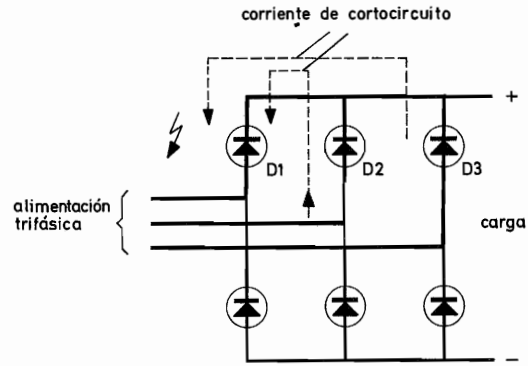 corriente de cortocircuito
+
D1
D2
D3
alimentación
trifásica
carga
−